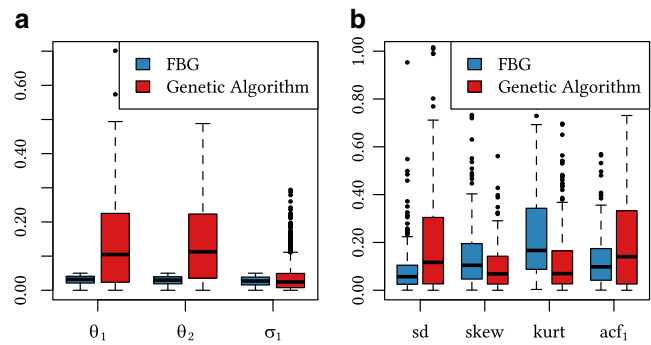 a
FBG
Genetic Algorithm
0.60
0.40
0.20
0.00
θ1
θ2
σ1
b
FBG
Genetic Algorithm
1.00
0.80
0.60
0.40
0.20
0.00
sd
skew
kurt
acf1